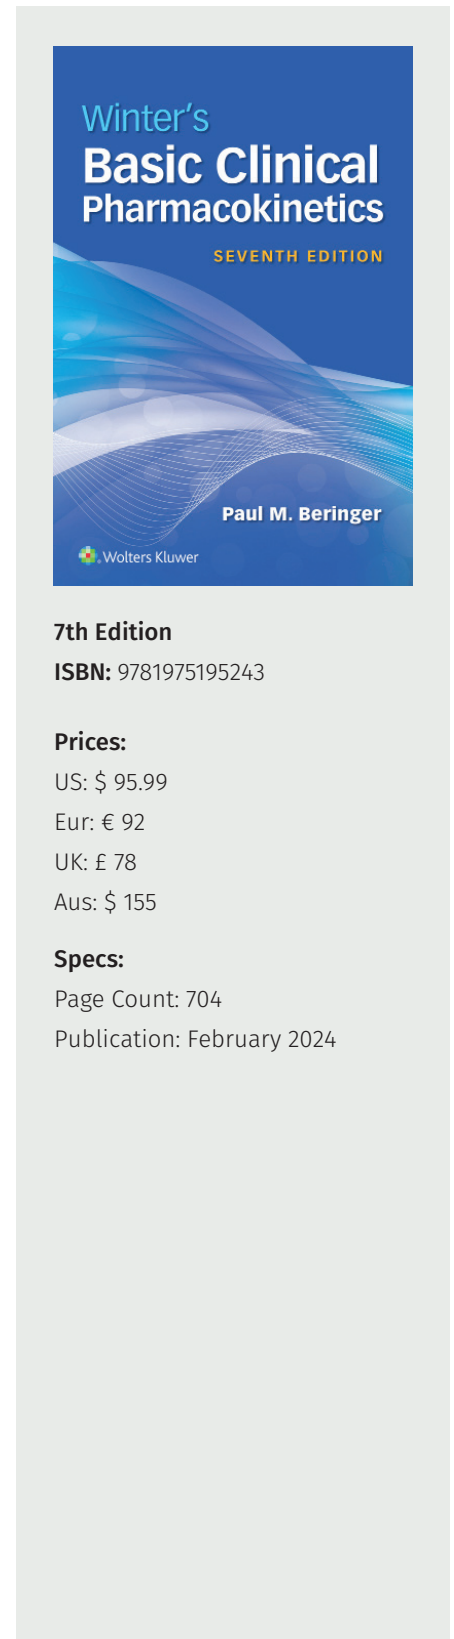 Winter's
Basic Clinical
Pharmacokinetics
SEVENTH EDITION
Paul M. Beringer
Wolters Kluwer
7th Edition
ISBN: 9781975195243
Prices:
US: $ 95.99
Eur: € 92
UK: £ 78
Aus: $ 155
Specs:
Page Count: 704
Publication: February 2024